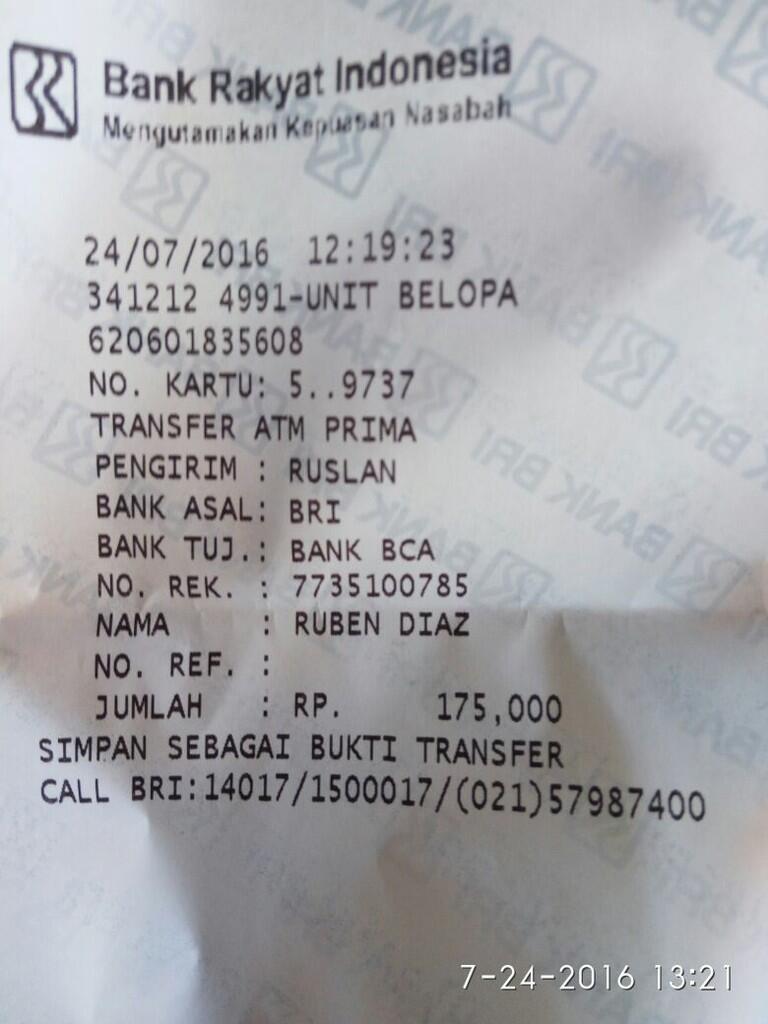 Bank Rakyat Indonesia
Mengutamakan Kepuasan Nasabah
24/07/2016 12:19:23
341212 4991-UNIT BELOPA
620601835608
NO. KARTU: 5..9737
TRANSFER ATM PRIMA
PENGIRIM : RUSLAN
BANK ASAL: BRI
BANK TUJ.: BANK BCA
NO. REK. : 7735100785
NAMA : RUBEN DIAZ
NO. REF. :
JUMLAH : RP. 175,000
SIMPAN SEBAGAI BUKTI TRANSFER
CALL BRI:14017/1500017/(021)57987400
7-24-2016 13:21